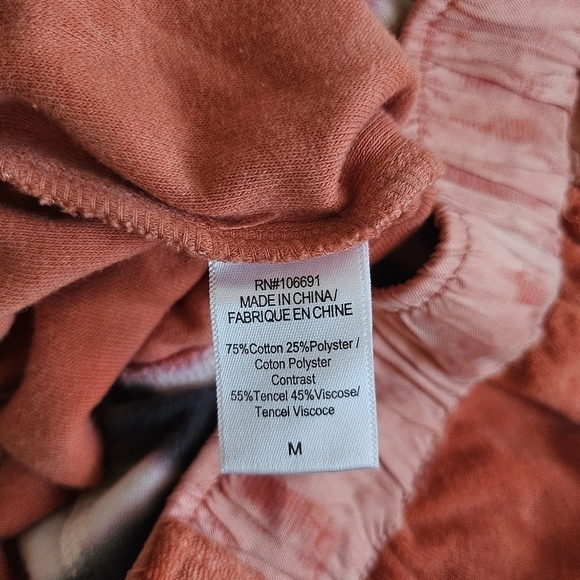 RN#106691
MADE IN CHINA/
FABRIQUE EN CHINE
75%Cotton 25%Polyster /
Coton Polyster
Contrast
55%Tencel 45%Viscose/
Tencel Viscoce
M